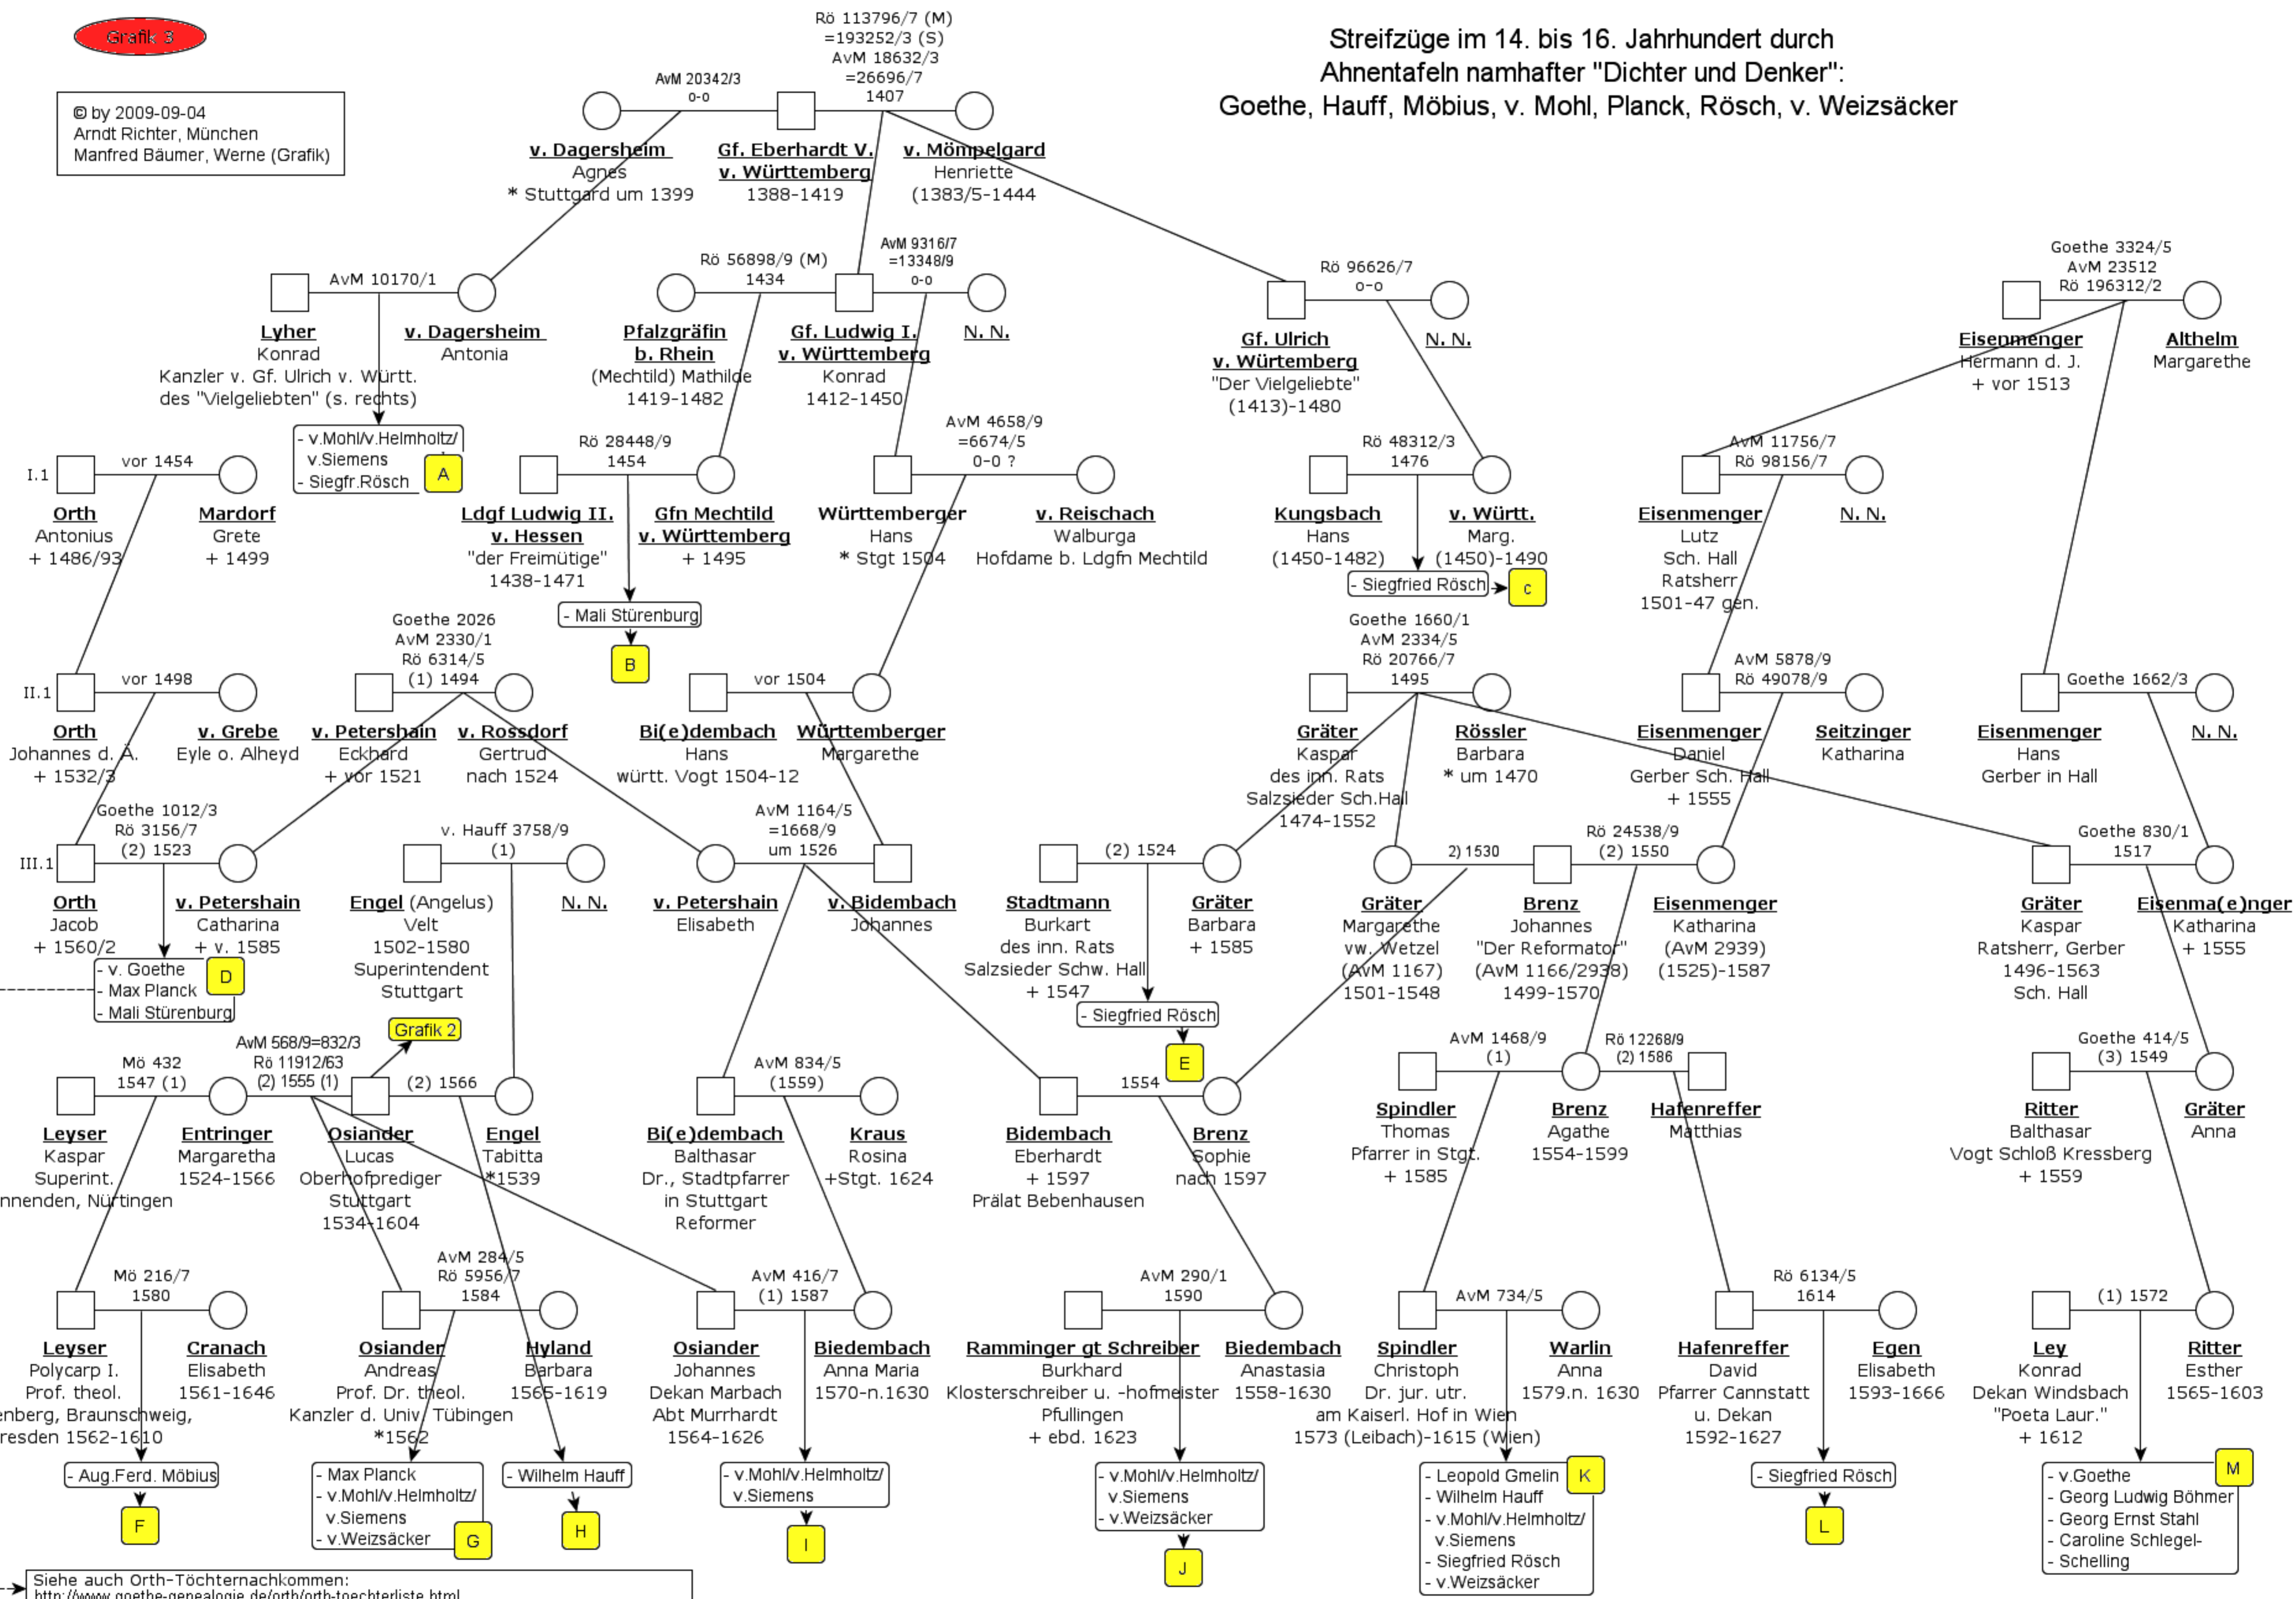 Grafik 3
© by 2009-09-04
Arndt Richter, München
Manfred Bäumer, Werne (Grafik)
Streifzüge im 14. bis 16. Jahrhundert durch
Ahnentafeln namhafter "Dichter und Denker":
Goethe, Hauff, Möbius, v. Mohl, Planck, Rösch, v. Weizsäcker
AvM 20342/3
o-o
Rö 113796/7 (M)
=193252/3 (S)
AvM 18632/3
=26696/7
1407
v. Dagersheim
Agnes
* Stuttgard um 1399
Gf. Eberhardt V.
v. Württemberg
1388-1419
v. Mömpelgard
Henriette
(1383/5-1444
AvM 10170/1
Lyher
Konrad
Kanzler v. Gf. Ulrich v. Württ.
des "Vielgeliebten" (s. rechts)
v. Dagersheim
Antonia
- v.Mohl/v.Helmholtz/
v.Siemens
- Siegfr.Rösch
A
Rö 56898/9 (M)
1434
Pfalzgräfin
b. Rhein
(Mechtild) Mathilde
1419-1482
AvM 9316/7
=13348/9
o-o
Gf. Ludwig I.
v. Württemberg
Konrad
1412-1450
N. N.
Rö 96626/7
o-o
Gf. Ulrich
v. Würtemberg
"Der Vielgeliebte"
(1413)-1480
N. N.
Goethe 3324/5
AvM 23512
Rö 196312/2
Eisenmenger
Hermann d. J.
+ vor 1513
Althelm
Margarethe
I.1
vor 1454
Orth
Antonius
+ 1486/93
Mardorf
Grete
+ 1499
Rö 28448/9
1454
Ldgf Ludwig II.
v. Hessen
"der Freimütige"
1438-1471
Gfn Mechtild
v. Württemberg
+ 1495
- Mali Stürenburg
B
AvM 4658/9
=6674/5
0-0 ?
Württemberger
Hans
* Stgt 1504
v. Reischach
Walburga
Hofdame b. Ldgfn Mechtild
Rö 48312/3
1476
Kungsbach
Hans
(1450-1482)
v. Württ.
Marg.
(1450)-1490
- Siegfried Rösch
c
AvM 11756/7
Rö 98156/7
Eisenmenger
Lutz
Sch. Hall
Ratsherr
1501-47 gen.
N. N.
II.1
vor 1498
Orth
Johannes d. Ä.
+ 1532/3
v. Grebe
Eyle o. Alheyd
Goethe 2026
AvM 2330/1
Rö 6314/5
(1) 1494
v. Petershain
Eckhard
+ vor 1521
v. Rossdorf
Gertrud
nach 1524
vor 1504
Bi(e)dembach
Hans
württ. Vogt 1504-12
Württemberger
Margarethe
Goethe 1660/1
AvM 2334/5
Rö 20766/7
1495
Gräter
Kaspar
des inn. Rats
Salzsieder Sch.Hall
1474-1552
Rössler
Barbara
* um 1470
AvM 5878/9
Rö 49078/9
Eisenmenger
Daniel
Gerber Sch. Hall
+ 1555
Seitzinger
Katharina
Goethe 1662/3
Eisenmenger
Hans
Gerber in Hall
N. N.
III.1
Goethe 1012/3
Rö 3156/7
(2) 1523
Orth
Jacob
+ 1560/2
v. Petershain
Catharina
+ v. 1585
- v. Goethe
- Max Planck
- Mali Stürenburg
D
v. Hauff 3758/9
(1)
Engel (Angelus)
Velt
1502-1580
Superintendent
Stuttgart
N. N.
AvM 1164/5
=1668/9
um 1526
v. Petershain
Elisabeth
v. Bidembach
Johannes
(2) 1524
Stadtmann
Burkart
des inn. Rats
Salzsieder Schw. Hall
+ 1547
Gräter
Barbara
+ 1585
- Siegfried Rösch
E
2) 1530
Gräter
Margarethe
vw. Wetzel
(AvM 1167)
1501-1548
Rö 24538/9
(2) 1550
Brenz
Johannes
"Der Reformator"
(AvM 1166/2938)
1499-1570
Eisenmenger
Katharina
(AvM 2939)
(1525)-1587
Goethe 830/1
1517
Gräter
Kaspar
Ratsherr, Gerber
1496-1563
Sch. Hall
Eisenma(e)nger
Katharina
+ 1555
Grafik 2
Mö 432
1547 (1)
Leyser
Kaspar
Superint.
nnenden, Nürtingen
Entringer
Margaretha
1524-1566
AvM 568/9=832/3
Rö 11912/63
(2) 1555 (1)
Osiander
Lucas
Oberhofprediger
Stuttgart
1534-1604
(2) 1566
Engel
Tabitta
*1539
AvM 834/5
(1559)
Bi(e)dembach
Balthasar
Dr., Stadtpfarrer
in Stuttgart
Reformer
Kraus
Rosina
+Stgt. 1624
1554
Bidembach
Eberhardt
+ 1597
Prälat Bebenhausen
Brenz
Sophie
nach 1597
AvM 1468/9
(1)
Spindler
Thomas
Pfarrer in Stgt.
+ 1585
Brenz
Agathe
1554-1599
Rö 12268/9
(2) 1586
Hafenreffer
Matthias
Goethe 414/5
(3) 1549
Ritter
Balthasar
Vogt Schloß Kressberg
+ 1559
Gräter
Anna
Mö 216/7
1580
Leyser
Polycarp I.
Prof. theol.
enberg, Braunschweig,
resden 1562-1610
Cranach
Elisabeth
1561-1646
- Aug.Ferd. Möbius
F
AvM 284/5
Rö 5956/7
1584
Osiander
Andreas
Prof. Dr. theol.
Kanzler d. Univ. Tübingen
*1562
Hyland
Barbara
1565-1619
- Max Planck
- v.Mohl/v.Helmholtz/
v.Siemens
- v.Weizsäcker
G
- Wilhelm Hauff
H
AvM 416/7
(1) 1587
Osiander
Johannes
Dekan Marbach
Abt Murrhardt
1564-1626
Biedembach
Anna Maria
1570-n.1630
- v.Mohl/v.Helmholtz/
v.Siemens
I
AvM 290/1
1590
Ramminger gt Schreiber
Burkhard
Klosterschreiber u. -hofmeister
Pfullingen
+ ebd. 1623
Biedembach
Anastasia
1558-1630
- v.Mohl/v.Helmholtz/
v.Siemens
- v.Weizsäcker
J
AvM 734/5
Spindler
Christoph
Dr. jur. utr.
am Kaiserl. Hof in Wien
1573 (Leibach)-1615 (Wien)
Warlin
Anna
1579.n. 1630
- Leopold Gmelin
- Wilhelm Hauff
- v.Mohl/v.Helmholtz/
v.Siemens
- Siegfried Rösch
- v.Weizsäcker
K
Rö 6134/5
1614
Hafenreffer
David
Pfarrer Cannstatt
u. Dekan
1592-1627
Egen
Elisabeth
1593-1666
- Siegfried Rösch
L
(1) 1572
Ley
Konrad
Dekan Windsbach
"Poeta Laur."
+ 1612
Ritter
Esther
1565-1603
- v.Goethe
- Georg Ludwig Böhmer
- Georg Ernst Stahl
- Caroline Schlegel-
- Schelling
M
Siehe auch Orth-Töchternachkommen:
http://www.goethe-genealogie.de/orth/orth-toechterliste.html